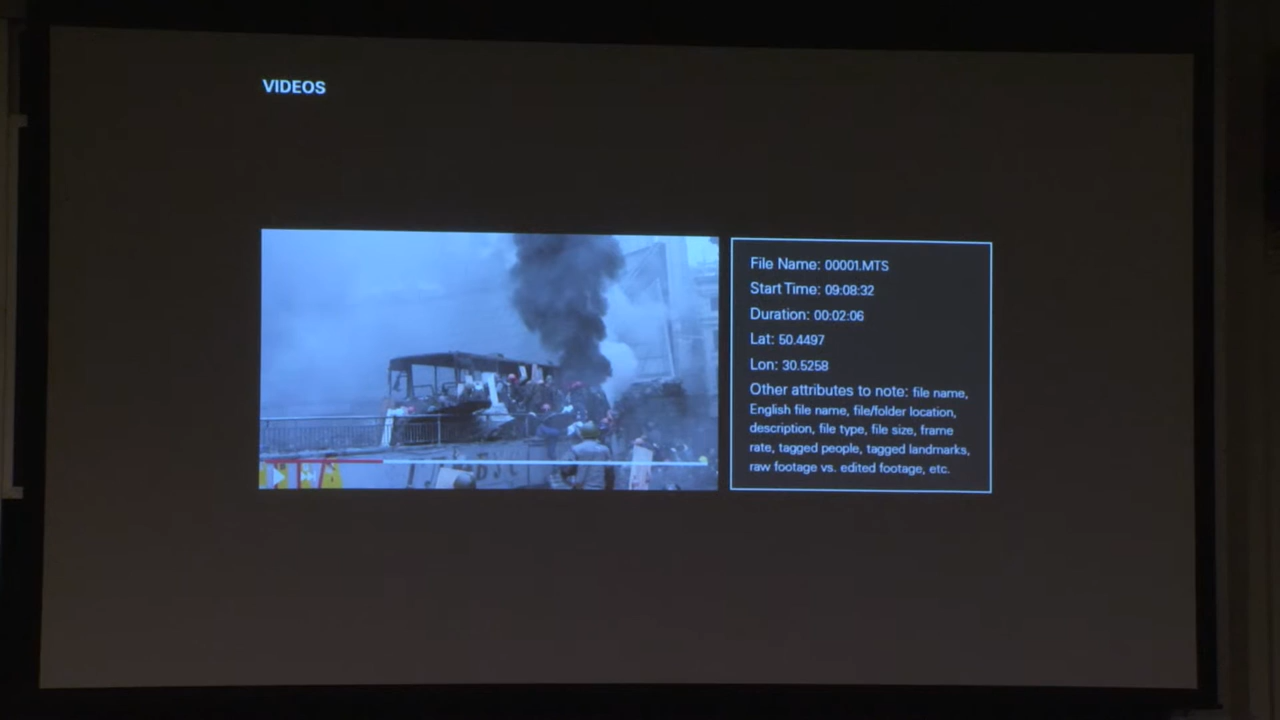 VIDEOS
File Name: 00001.MTS
Start Time: 09:08:32
Duration: 00:02:06
Lat: 50.4497
Lon: 30.5258
Other attributes to note: file name,
English file name, file/folder location,
description, file type, file size, frame
rate, tagged people, tagged landmarks,
raw footage vs. edited footage, etc.